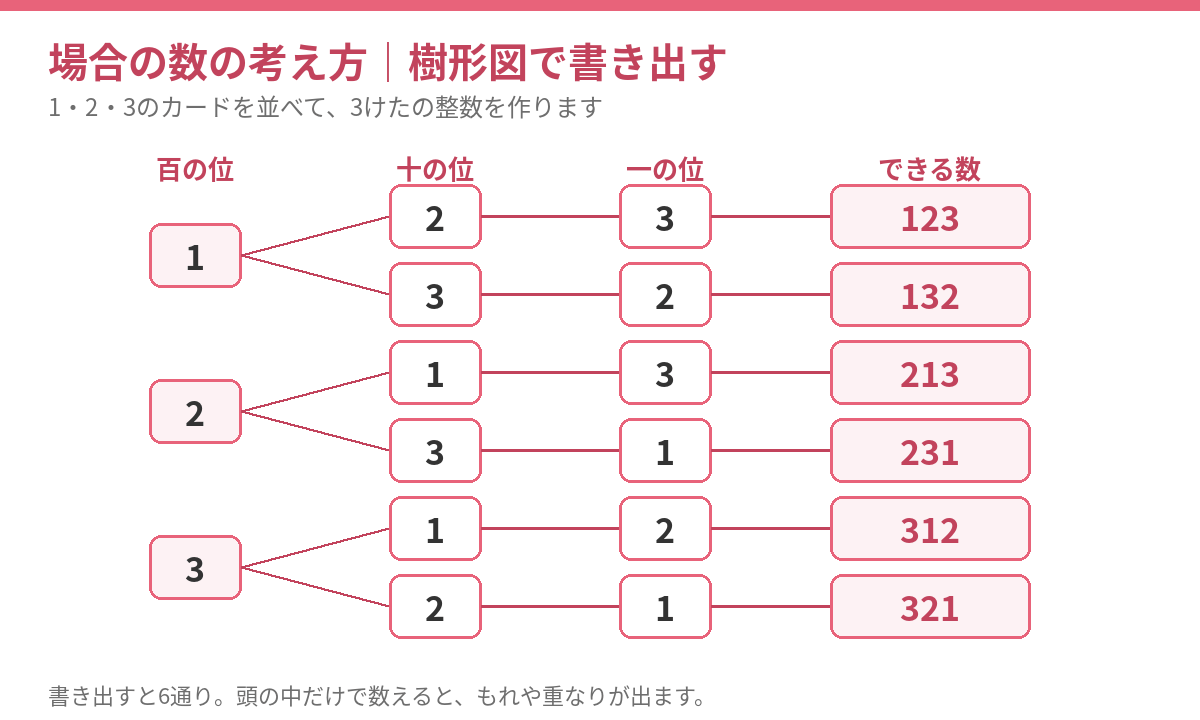 場合の数の考え方｜樹形図で書き出す
1・2・3のカードを並べて、3けたの整数を作ります
百の位 十の位 一の位 できる数
1
2 3 123
3 2 132
2
1 3 213
3 1 231
3
1 2 312
2 1 321
書き出すと6通り。頭の中だけで数えると、もれや重なりが出ます。